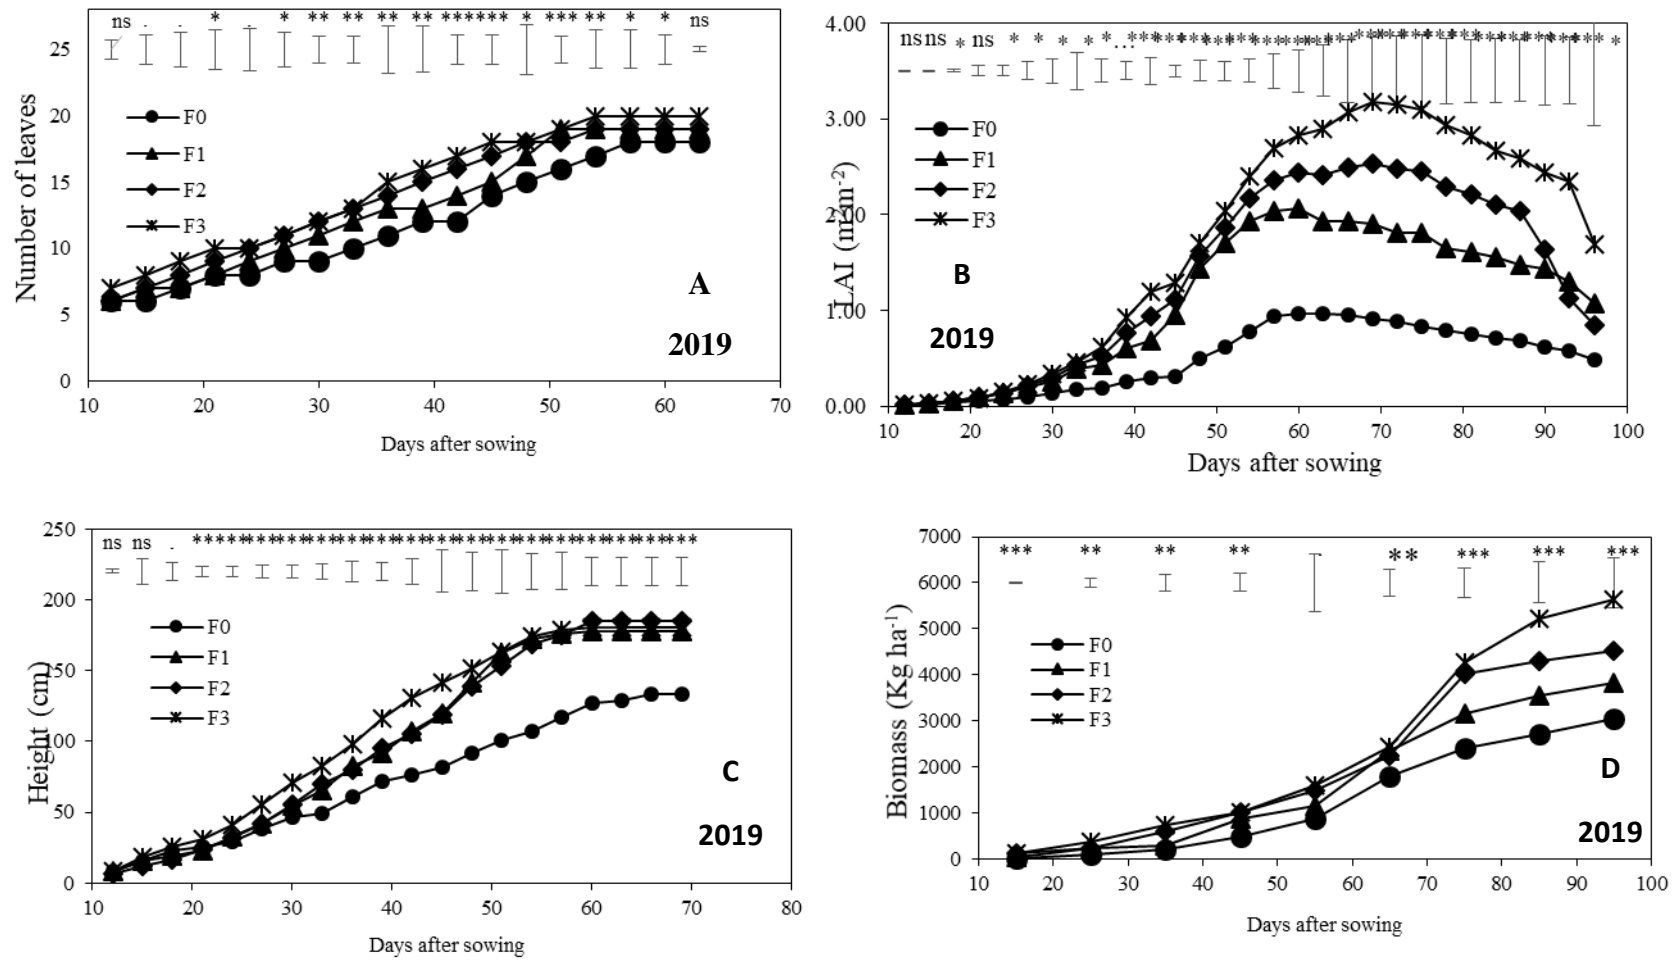 ns . . * * ** ** ** ** *** *** * *** ** * * ns
25
20
15
10
5
0
Number of leaves
F0
F1
F2
F3
A
2019
10 20 30 40 50 60 70
Days after sowing
4.00
3.00
2.00
1.00
0.00
LAI (m² m⁻²)
ns ns * ns * * * * *
F0
F1
F2
F3
B
2019
10 20 30 40 50 60 70 80 90 100
Days after sowing
250
200
150
100
50
0
Height (cm)
ns ns . *** *** *** *** *** *** *** *** *** *** *** *** *** *** *** ***
F0
F1
F2
F3
C
2019
10 20 30 40 50 60 70 80
Days after sowing
7000
6000
5000
4000
3000
2000
1000
0
Biomass (Kg ha⁻¹)
*** ** ** ** . ** *** *** ***
F0
F1
F2
F3
D
2019
10 20 30 40 50 60 70 80 90 100
Days after sowing